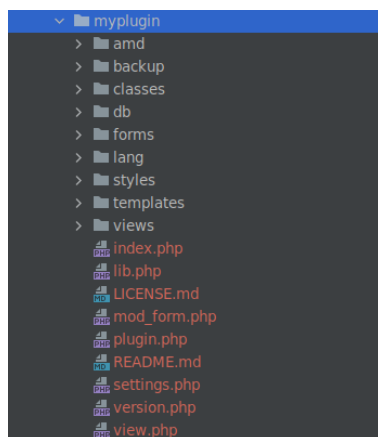 myplugin
amd
backup
classes
db
forms
lang
styles
templates
views
index.php
lib.php
LICENSE.md
mod_form.php
plugin.php
README.md
settings.php
version.php
view.php